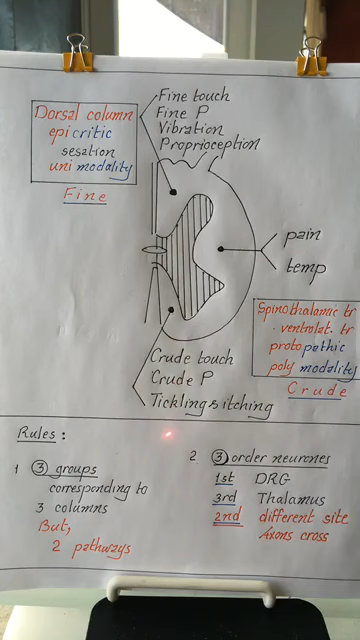 Fine touch
Fine P
Vibration
Proprioception
Dorsal column
epicritic
sesation
uni modality
Fine
pain
temp
Spinothalamic tr
. ventrolat. tr
proto pathic
poly modality
Crude
Crude touch
Crude P
Tickling & itching
Rules :
1 3 groups
corresponding to
3 columns
But,
2 pathways
2. 3 order neurones
1st DRG
3rd Thalamus
2nd different site
Axons cross